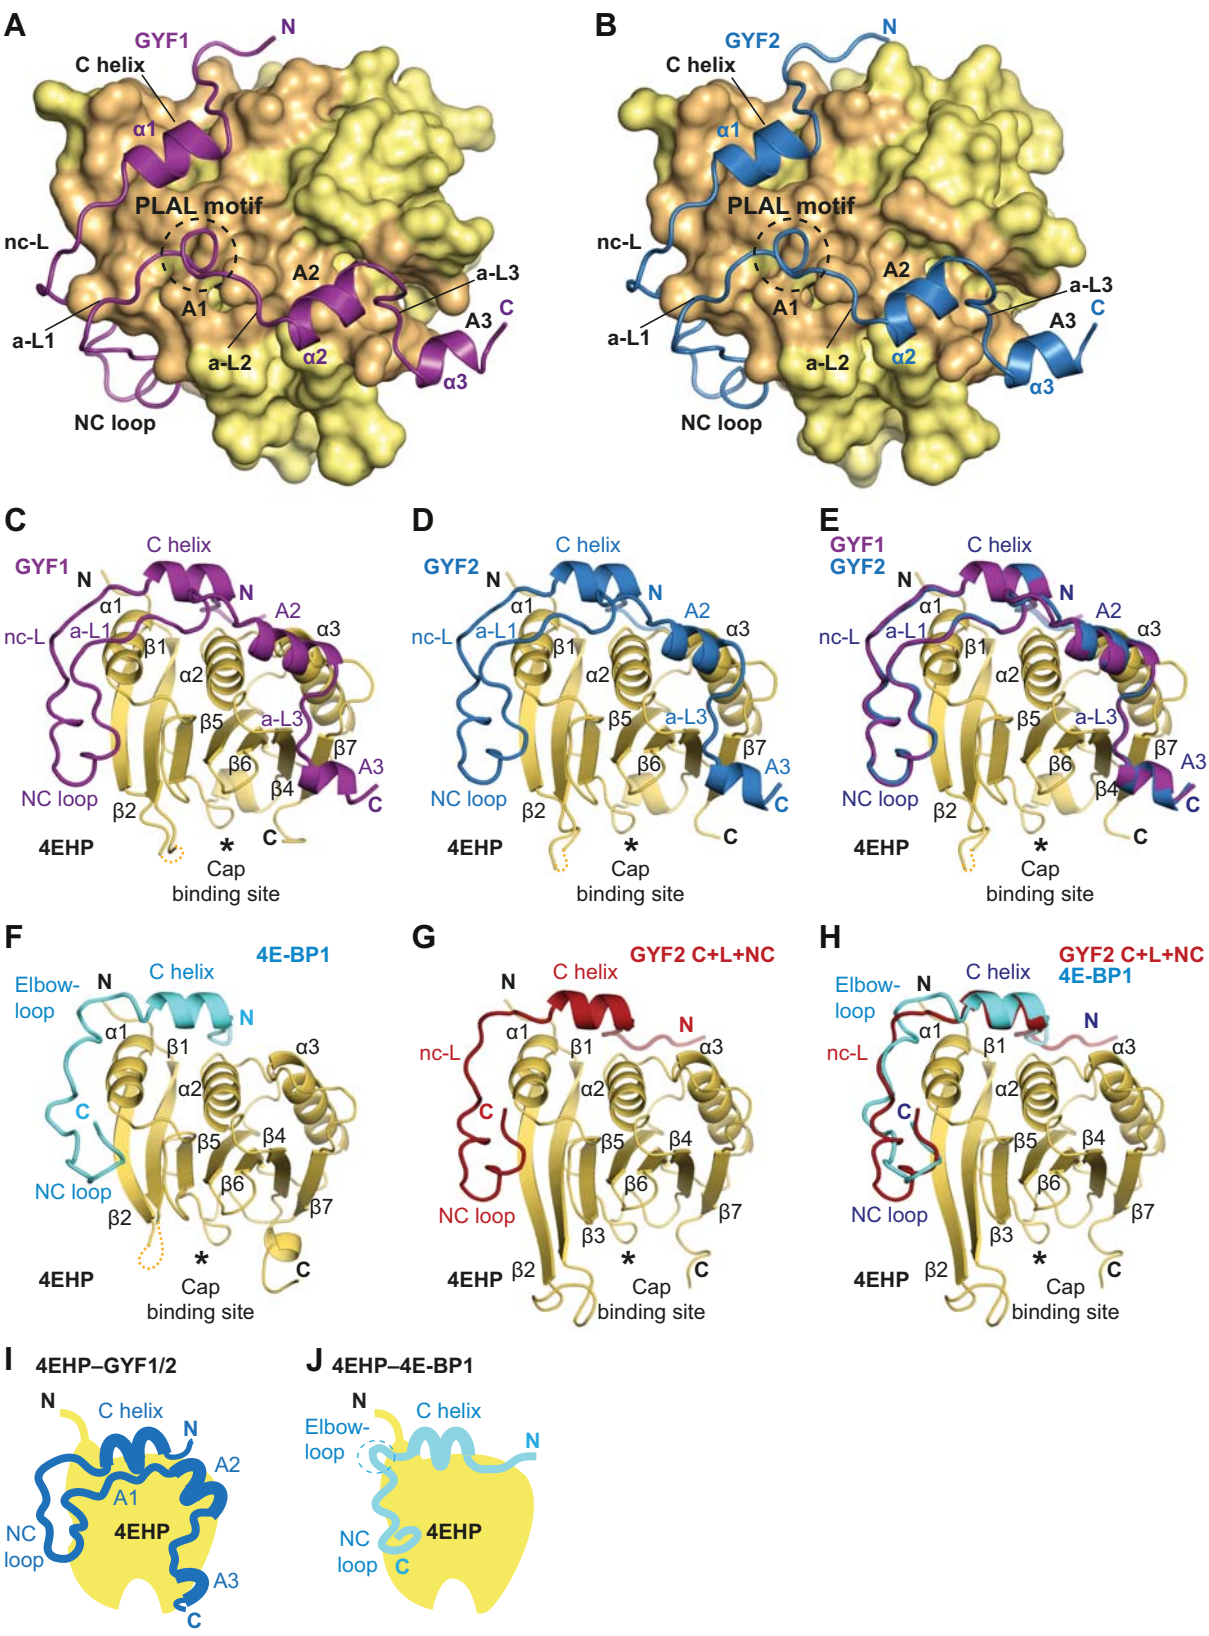 A
GYF1
N
C helix
α1
PLAL motif
nc-L
A2
a-L3
A1
A3
C
a-L1
a-L2
α2
α3
NC loop
B
GYF2
N
C helix
α1
PLAL motif
nc-L
A2
a-L3
A1
A3
C
a-L1
a-L2
α2
α3
NC loop
C
C helix
GYF1
N
N
α1
A2
nc-L
a-L1
β1
α3
α2
β5
a-L3
β7
β6
A3
NC loop
β4
C
β2
4EHP
*
C
Cap
binding site
D
C helix
GYF2
N
N
α1
A2
nc-L
a-L1
β1
α3
α2
β5
a-L3
β7
β6
A3
NC loop
C
β2
4EHP
*
C
Cap
binding site
E
GYF1
GYF2
C helix
N
N
α1
A2
nc-L
a-L1
β1
α3
α2
β5
a-L3
β7
β6
A3
NC loop
β4
C
β2
4EHP
*
Cap
binding site
F
4E-BP1
C helix
N
Elbow-
loop
N
α1
β1
α3
α2
C
β5
β4
β6
NC loop
β7
β2
*
4EHP
C
Cap
binding site
G
GYF2 C+L+NC
C helix
N
N
α1
β1
nc-L
α3
α2
C
β5
β4
β6
NC loop
β7
β3
*
4EHP
β2
C
Cap
binding site
H
GYF2 C+L+NC
4E-BP1
C helix
N
Elbow-
loop
N
α1
β1
nc-L
α3
α2
C
β5
β4
β6
NC loop
β7
β3
*
4EHP
β2
C
Cap
binding site
I
4EHP–GYF1/2
N
C helix
N
A2
A1
NC
loop
4EHP
A3
C
J
4EHP–4E-BP1
N
C helix
Elbow-
loop
N
NC
loop
4EHP
C